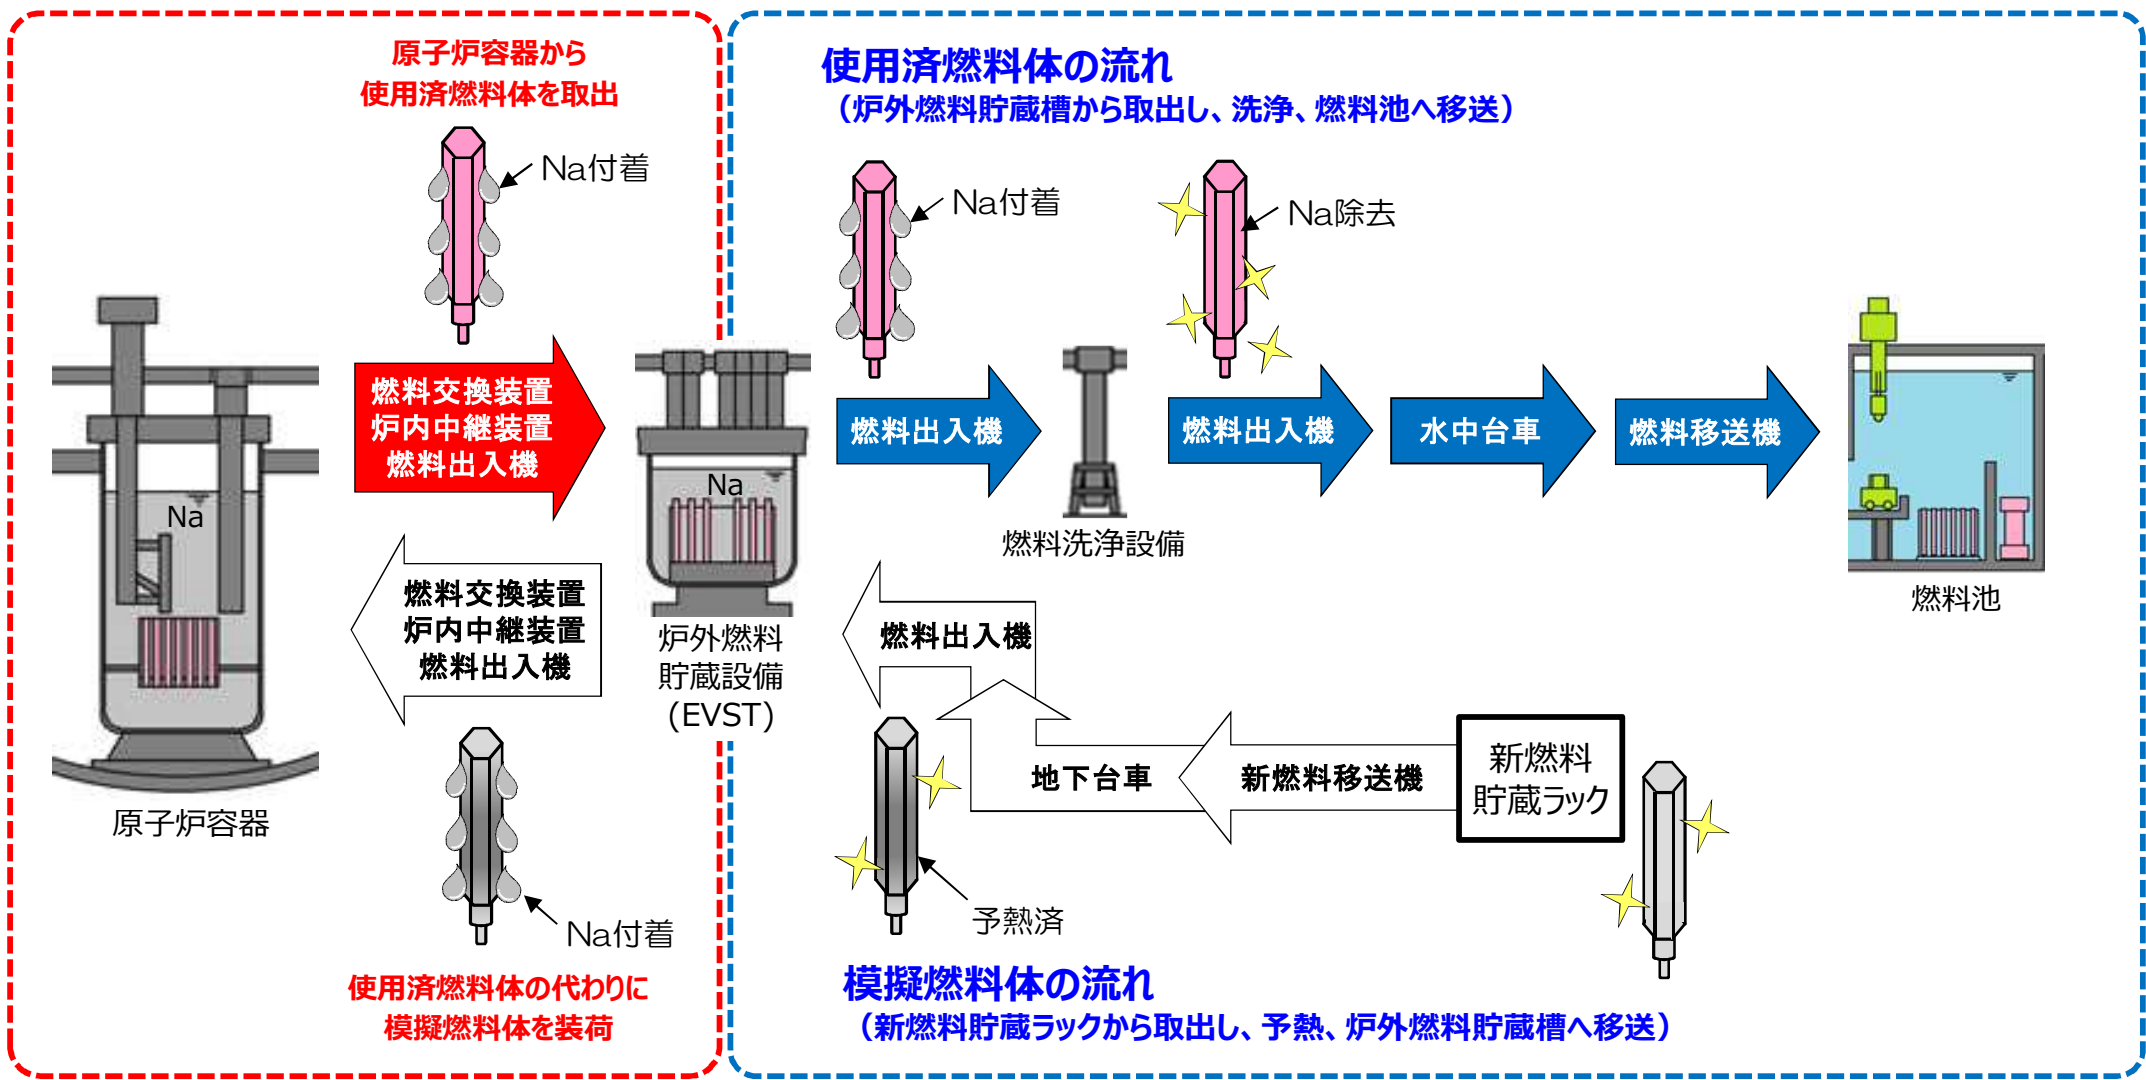 原子炉容器から
使用済燃料体を取出
Na付着
燃料交換装置
炉内中継装置
燃料出入機
Na
原子炉容器
燃料交換装置
炉内中継装置
燃料出入機
Na付着
使用済燃料体の代わりに
模擬燃料体を装荷
Na
炉外燃料
貯蔵設備
(EVST)
使用済燃料体の流れ
（炉外燃料貯蔵槽から取出し、洗浄、燃料池へ移送）
Na付着
Na除去
燃料出入機
燃料洗浄設備
燃料出入機
水中台車
燃料移送機
燃料池
燃料出入機
地下台車
新燃料移送機
新燃料
貯蔵ラック
予熱済
模擬燃料体の流れ
（新燃料貯蔵ラックから取出し、予熱、炉外燃料貯蔵槽へ移送）